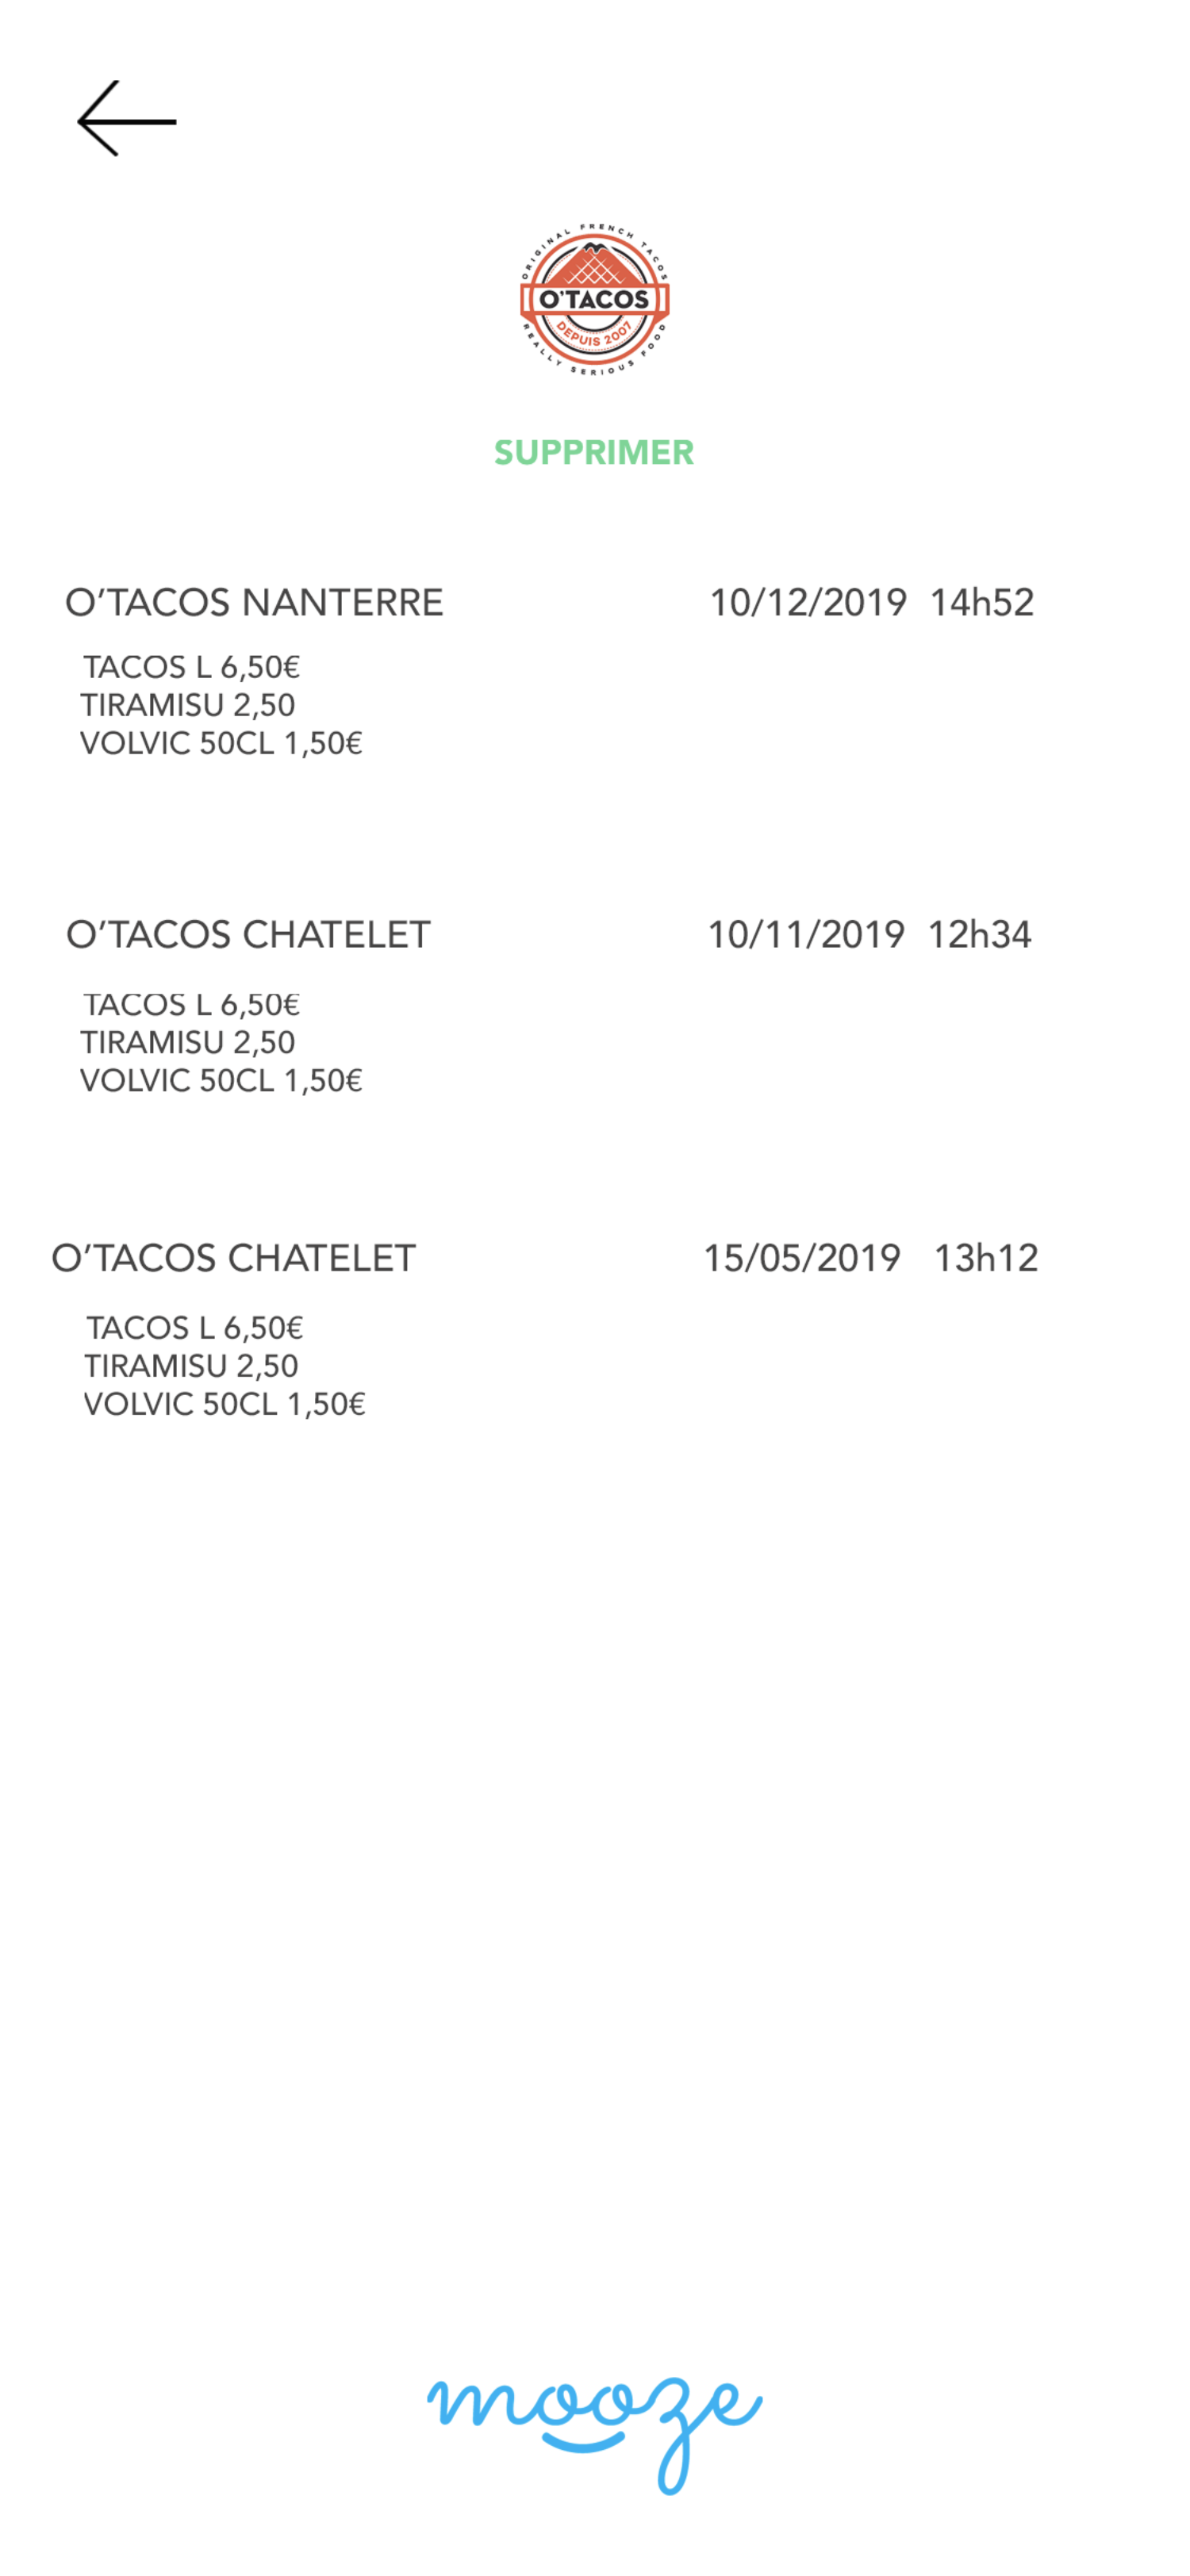 ORIGINAL FRENCH TACOS
O'TACOS
DEPUIS 2007
REALLY SERIOUS FOOD
SUPPRIMER
O'TACOS NANTERRE 10/12/2019 14h52
TACOS L 6,50€
TIRAMISU 2,50
VOLVIC 50CL 1,50€
O'TACOS CHATELET 10/11/2019 12h34
TACOS L 6,50€
TIRAMISU 2,50
VOLVIC 50CL 1,50€
O'TACOS CHATELET 15/05/2019 13h12
TACOS L 6,50€
TIRAMISU 2,50
VOLVIC 50CL 1,50€
mooze